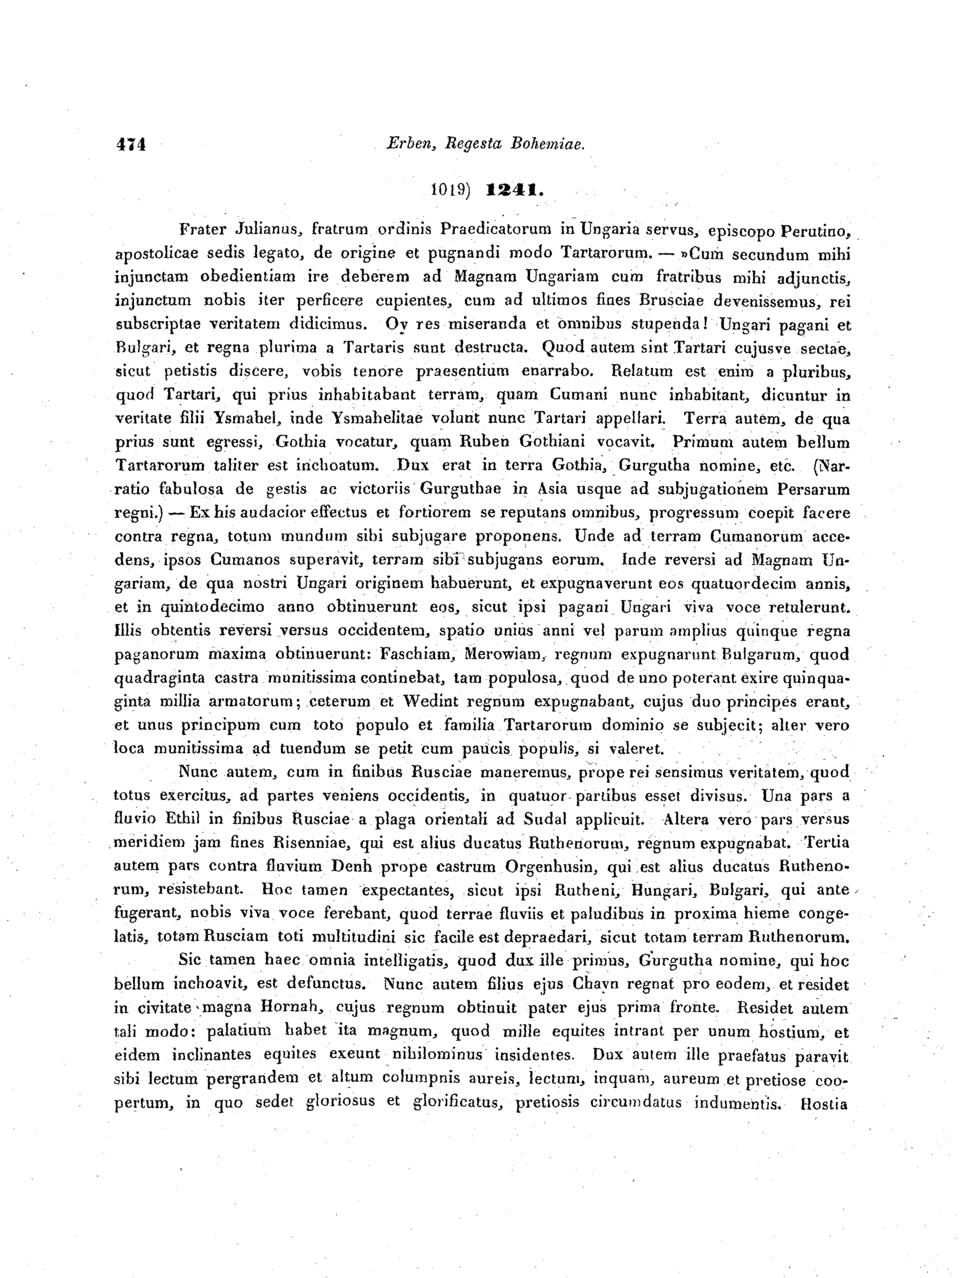 474
Erben, Regesta Bohemiae.
1019) 1241.
Frater Julianus, fratrum ordinis Praedicatorum in Ungaria servus, episcopo Perutino,
apostolicae sedis legato, de origine et pugnandi modo Tartarorum. — »Cum secundum mihi
injunctam obedientiam ire deberem ad Magnam Ungariam cum fratribus mihi adjunctis,
injunctum nobis iter perficere cupientes, cum ad ultimos fines Brusciae devenissemus, rei
subscriptae veritatem didicimus. Oy res miseranda et omnibus stupenda! Ungari pagani et
Bulgari, et regna plurima a Tartaris sunt destructa. Quod autem sint Tartari cujusve sectae,
sicut petistis discere, vobis tenore praesentium enarrabo. Relatum est enim a pluribus,
quod Tartari, qui prius inhabitabant terram, quam Cumani nunc inhabitant, dicuntur in
veritate filii Ysmahel, inde Ysmahelitae volunt nunc Tartari appellari. Terra autem, de qua
prius sunt egressi, Gothia vocatur, quam Ruben Gothiani vocavit. Primum autem bellum
Tartarorum taliter est inchoatum. Dux erat in terra Gothia, Gurgutha nomine, etc. (Nar-
ratio fabulosa de gestis ac victoriis Gurguthae in Asia usque ad subjugationem Persarum
regni.) — Ex his audacior effectus et fortiorem se reputans omnibus, progressum coepit facere
contra regna, totum mundum sibi subjugare proponens. Unde ad terram Cumanorum acce-
dens, ipsos Cumanos superavit, terram sibi subjugans eorum. Inde reversi ad Magnam Un-
gariam, de qua nostri Ungari originem habuerunt, et expugnaverunt eos quatuordecim annis,
et in quintodecimo anno obtinuerunt eos, sicut ipsi pagani Ungari viva voce retulerunt.
Illis obtentis reversi versus occidentem, spatio unius anni vel parum amplius quinque regna
paganorum maxima obtinuerunt: Faschiam, Merowiam, regnum expugnarunt Bulgarum, quod
quadraginta castra munitissima continebat, tam populosa, quod de uno poterant exire quinqua-
ginta millia armatorum; ceterum et Wedint regnum expugnabant, cujus duo principes erant,
et unus principum cum toto populo et familia Tartarorum dominio se subjecit; alter vero
loca munitissima ad tuendum se petit cum paucis populis, si valeret.
Nunc autem, cum in finibus Rusciae maneremus, prope rei sensimus veritatem, quod
totus exercitus, ad partes veniens occidentis, in quatuor partibus esset divisus. Una pars a
fluvio Ethil in finibus Rusciae a plaga orientali ad Sudal applicuit. Altera vero pars versus
meridiem jam fines Risenniae, qui est alius ducatus Ruthenorum, regnum expugnabat. Tertia
autem pars contra fluvium Denh prope castrum Orgenhusin, qui est alius ducatus Rutheno-
rum, resistebant. Hoc tamen expectantes, sicut ipsi Rutheni, Hungari, Bulgari, qui ante
fugerant, nobis viva voce ferebant, quod terrae fluviis et paludibus in proxima hieme conge-
latis, totam Rusciam toti multitudini sic facile est depraedari, sicut totam terram Ruthenorum.
Sic tamen haec omnia intelligatis, quod dux ille primus, Gurgutha nomine, qui hoc
bellum inchoavit, est defunctus. Nunc autem filius ejus Chayn regnat pro eodem, et residet
in civitate magna Hornah, cujus regnum obtinuit pater ejus prima fronte. Residet autem
tali modo: palatium habet ita magnum, quod mille equites intrant per unum hostium, et
eidem inclinantes equites exeunt nihilominus insidentes. Dux autem ille praefatus paravit
sibi lectum pergrandem et altum columpnis aureis, lectum, inquam, aureum et pretiose coo-
pertum, in quo sedet gloriosus et glorificatus, pretiosis circumdatus indumentis. Hostia